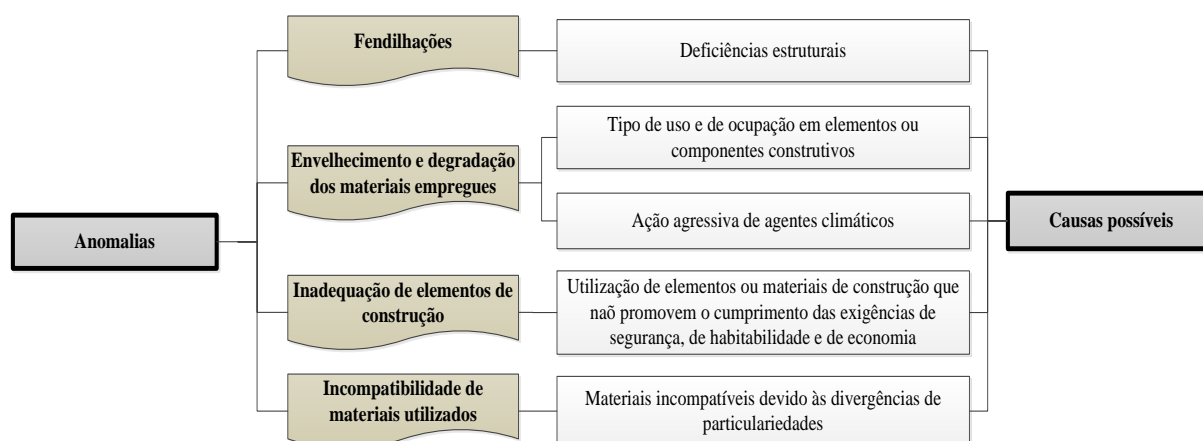 Anomalias
Fendilhações
Deficiências estruturais
Envelhecimento e degradação
dos materiais empregues
Tipo de uso e de ocupação em elementos ou
componentes construtivos
Ação agressiva de agentes climáticos
Inadequação de elementos de
construção
Utilização de elementos ou materiais de construção que
naõ promovem o cumprimento das exigências de
segurança, de habitabilidade e de economia
Incompatibilidade de
materiais utilizados
Materiais incompatíveis devido às divergências de
particulariedades
Causas possíveis